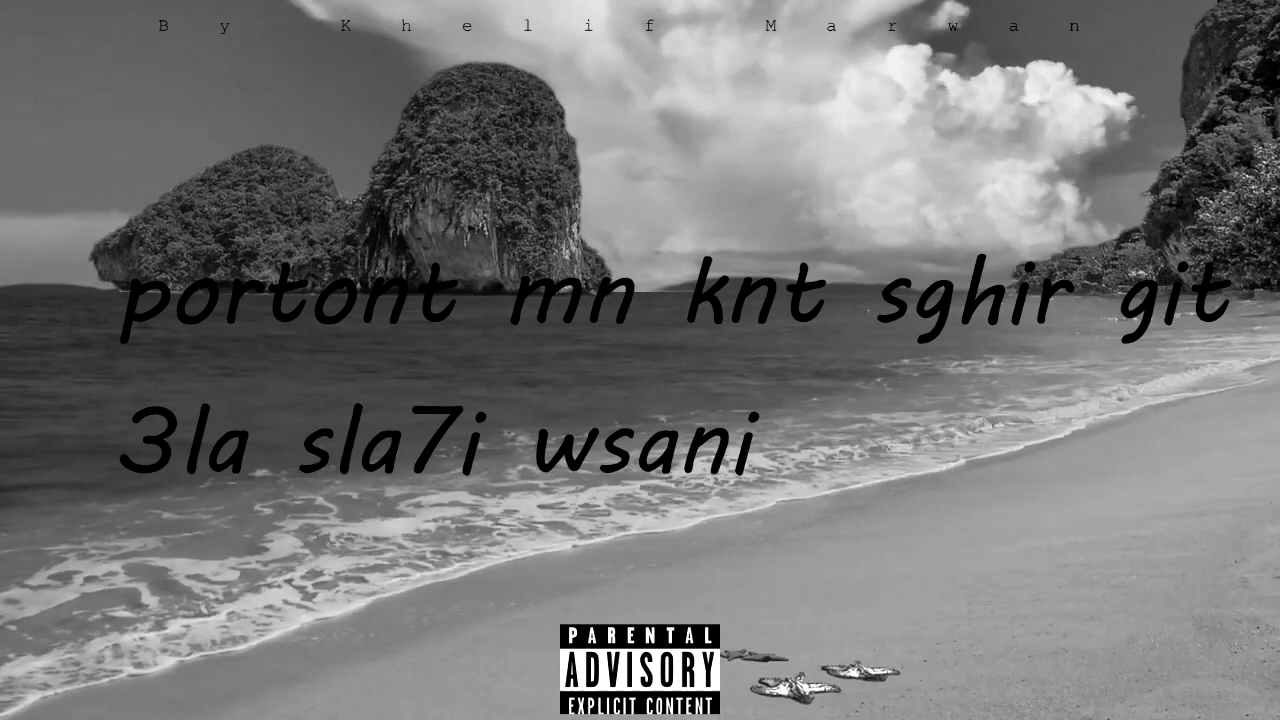 By Khelif Marwan
portont mn knt sghir git
3la sla7i wsani
PARENTAL
ADVISORY
EXPLICIT CONTENT